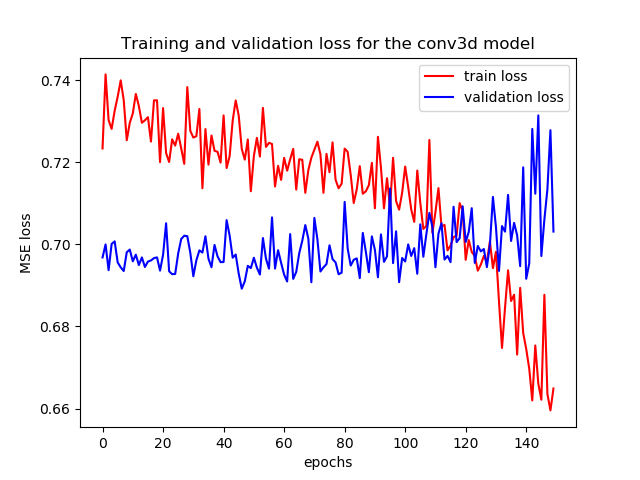 Training and validation loss for the conv3d model
train loss
validation loss
0.74
0.72
0.70
0.68
0.66
MSE loss
0 20 40 60 80 100 120 140
epochs